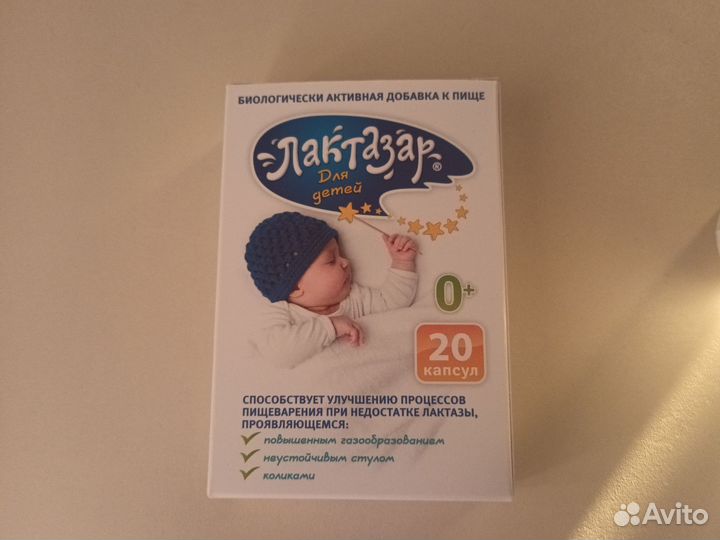 БИОЛОГИЧЕСКИ АКТИВНАЯ ДОБАВКА К ПИЩЕ
Лактазар®
Для
детей
0+
20
капсул
СПОСОБСТВУЕТ УЛУЧШЕНИЮ ПРОЦЕССОВ
ПИЩЕВАРЕНИЯ ПРИ НЕДОСТАТКЕ ЛАКТАЗЫ,
ПРОЯВЛЯЮЩЕМСЯ:
повышенным газообразованием
неустойчивым стулом
коликами
Avito